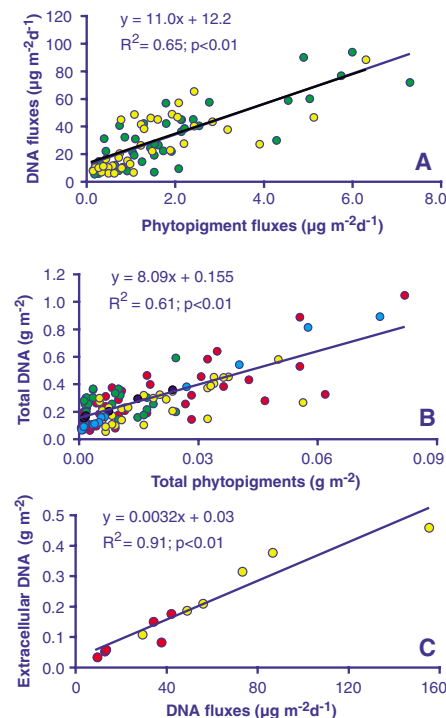 y = 11.0x + 12.2
R2 = 0.65; p<0.01
DNA fluxes (µg m-2d-1)
100
80
60
40
20
0
0.0 2.0 4.0 6.0 8.0
A
Phytopigment fluxes (µg m-2d-1)
y = 8.09x + 0.155
R2 = 0.61; p<0.01
Total DNA (g m-2)
1.2
1.0
0.8
0.6
0.4
0.2
0.0
0.00 0.03 0.06 0.09
B
Total phytopigments (g m-2)
y = 0.0032x + 0.03
R2 = 0.91; p<0.01
Extracellular DNA (g m-2)
0.5
0.4
0.3
0.2
0.1
0.0
0 40 80 120 160
C
DNA fluxes (µg m-2d-1)